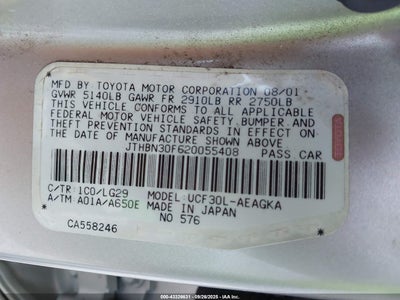 MFD BY TOYOTA MOTOR CORPORATION 08/01
GVWR 5140LB GAWR FR 2910LB RR 2750LB
THIS VEHICLE CONFORMS TO ALL APPLICABLE
FEDERAL MOTOR VEHICLE SAFETY, BUMPER AND
THEFT PREVENTION STANDARDS IN EFFECT ON
THE DATE OF MANUFACTURE SHOWN ABOVE.
JTHBN30F620055408 PASS CAR
C/TR: 1C0/LG29 MODEL: UCF30L-AEAGKA
A/TM A01A/A650E MADE IN JAPAN
NO 576
CA558246
TOYOTA
000-43326631 - 09/26/2025 - IAA, Inc.